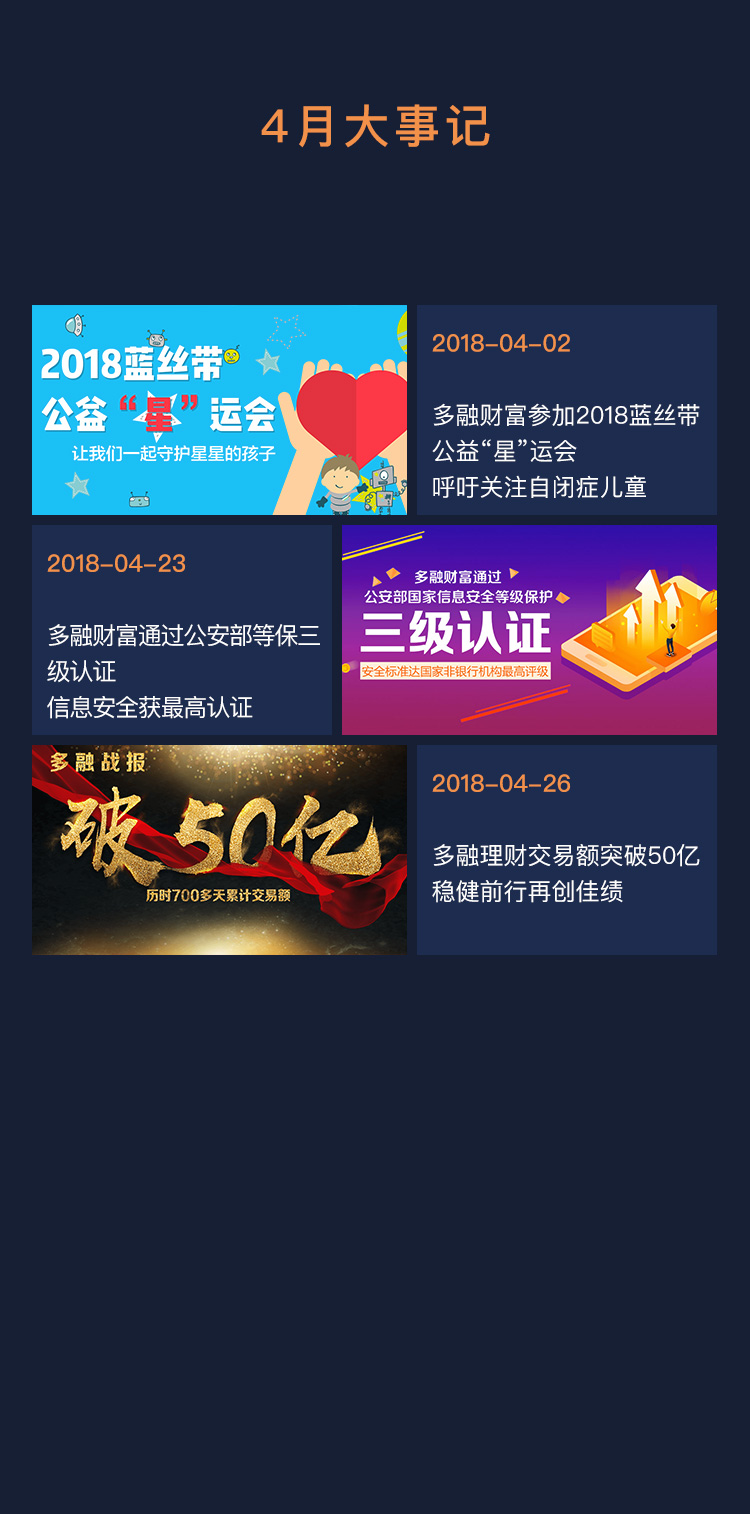 4月大事记
2018蓝丝带
公益“星”运会
让我们一起守护星星的孩子
2018-04-02
多融财富参加2018蓝丝带
公益“星”运会
呼吁关注自闭症儿童
2018-04-23
多融财富通过公安部等保三
级认证
信息安全获最高认证
多融财富通过
公安部国家信息安全等级保护
三级认证
安全标准达国家非银行机构最高评级
多融战报
破50亿
历时700多天累计交易额
2018-04-26
多融理财交易额突破50亿
稳健前行再创佳绩